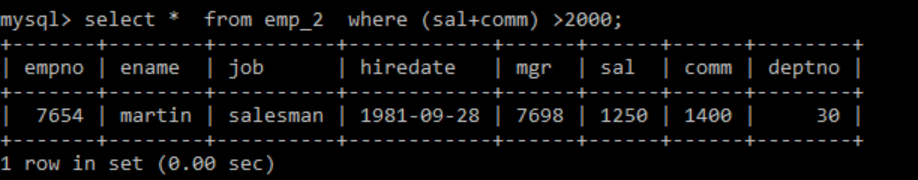 mysql> select *  from emp_2  where (sal+comm) >2000;
+-------+--------+----------+------------+------+------+------+--------+
| empno | ename  | job      | hiredate   | mgr  | sal  | comm | deptno |
+-------+--------+----------+------------+------+------+------+--------+
|  7654 | martin | salesman | 1981-09-28 | 7698 | 1250 | 1400 |     30 |
+-------+--------+----------+------------+------+------+------+--------+
1 row in set (0.00 sec)